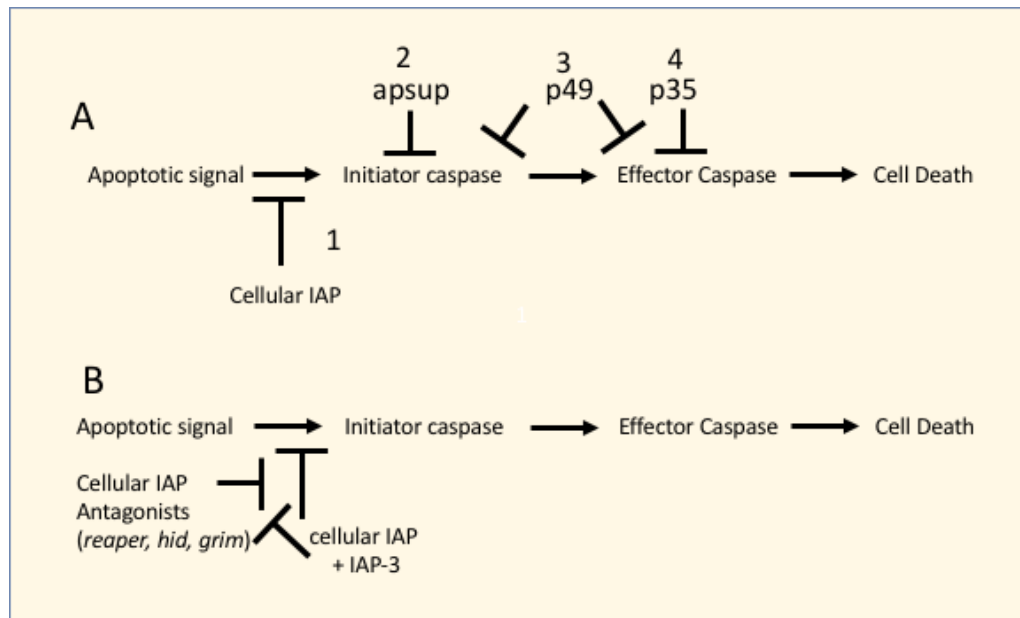 2
apsup
3
p49
4
p35
A
Apoptotic signal
Initiator caspase
Effector Caspase
Cell Death
1
Cellular IAP
1
B
Apoptotic signal
Initiator caspase
Effector Caspase
Cell Death
Cellular IAP
Antagonists
(reaper, hid, grim)
cellular IAP
+ IAP-3